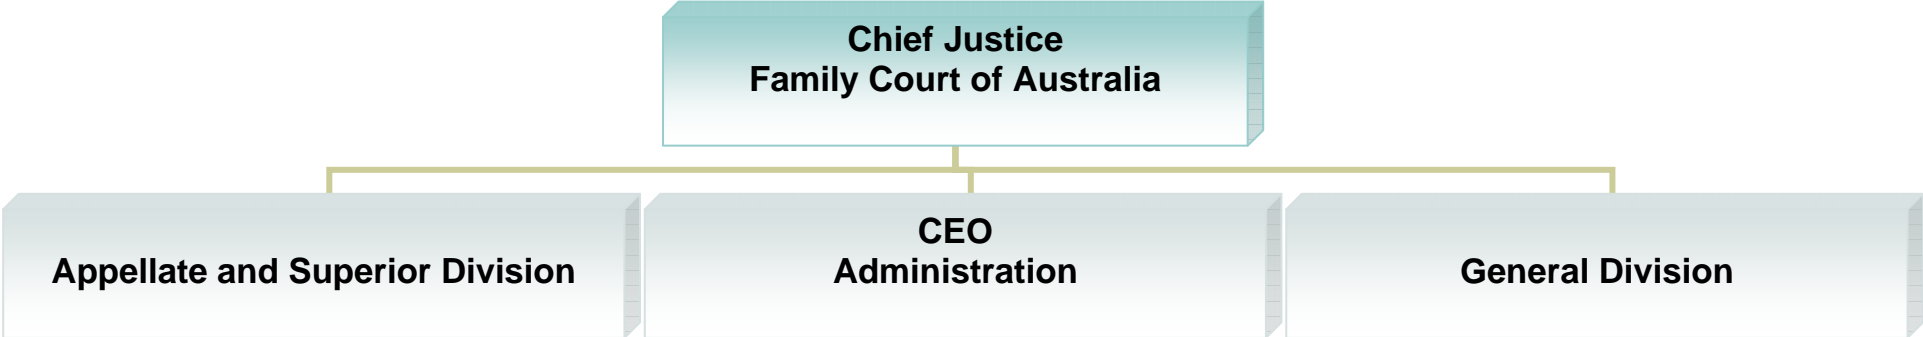 Chief Justice
Family Court of Australia
Appellate and Superior Division
CEO
Administration
General Division